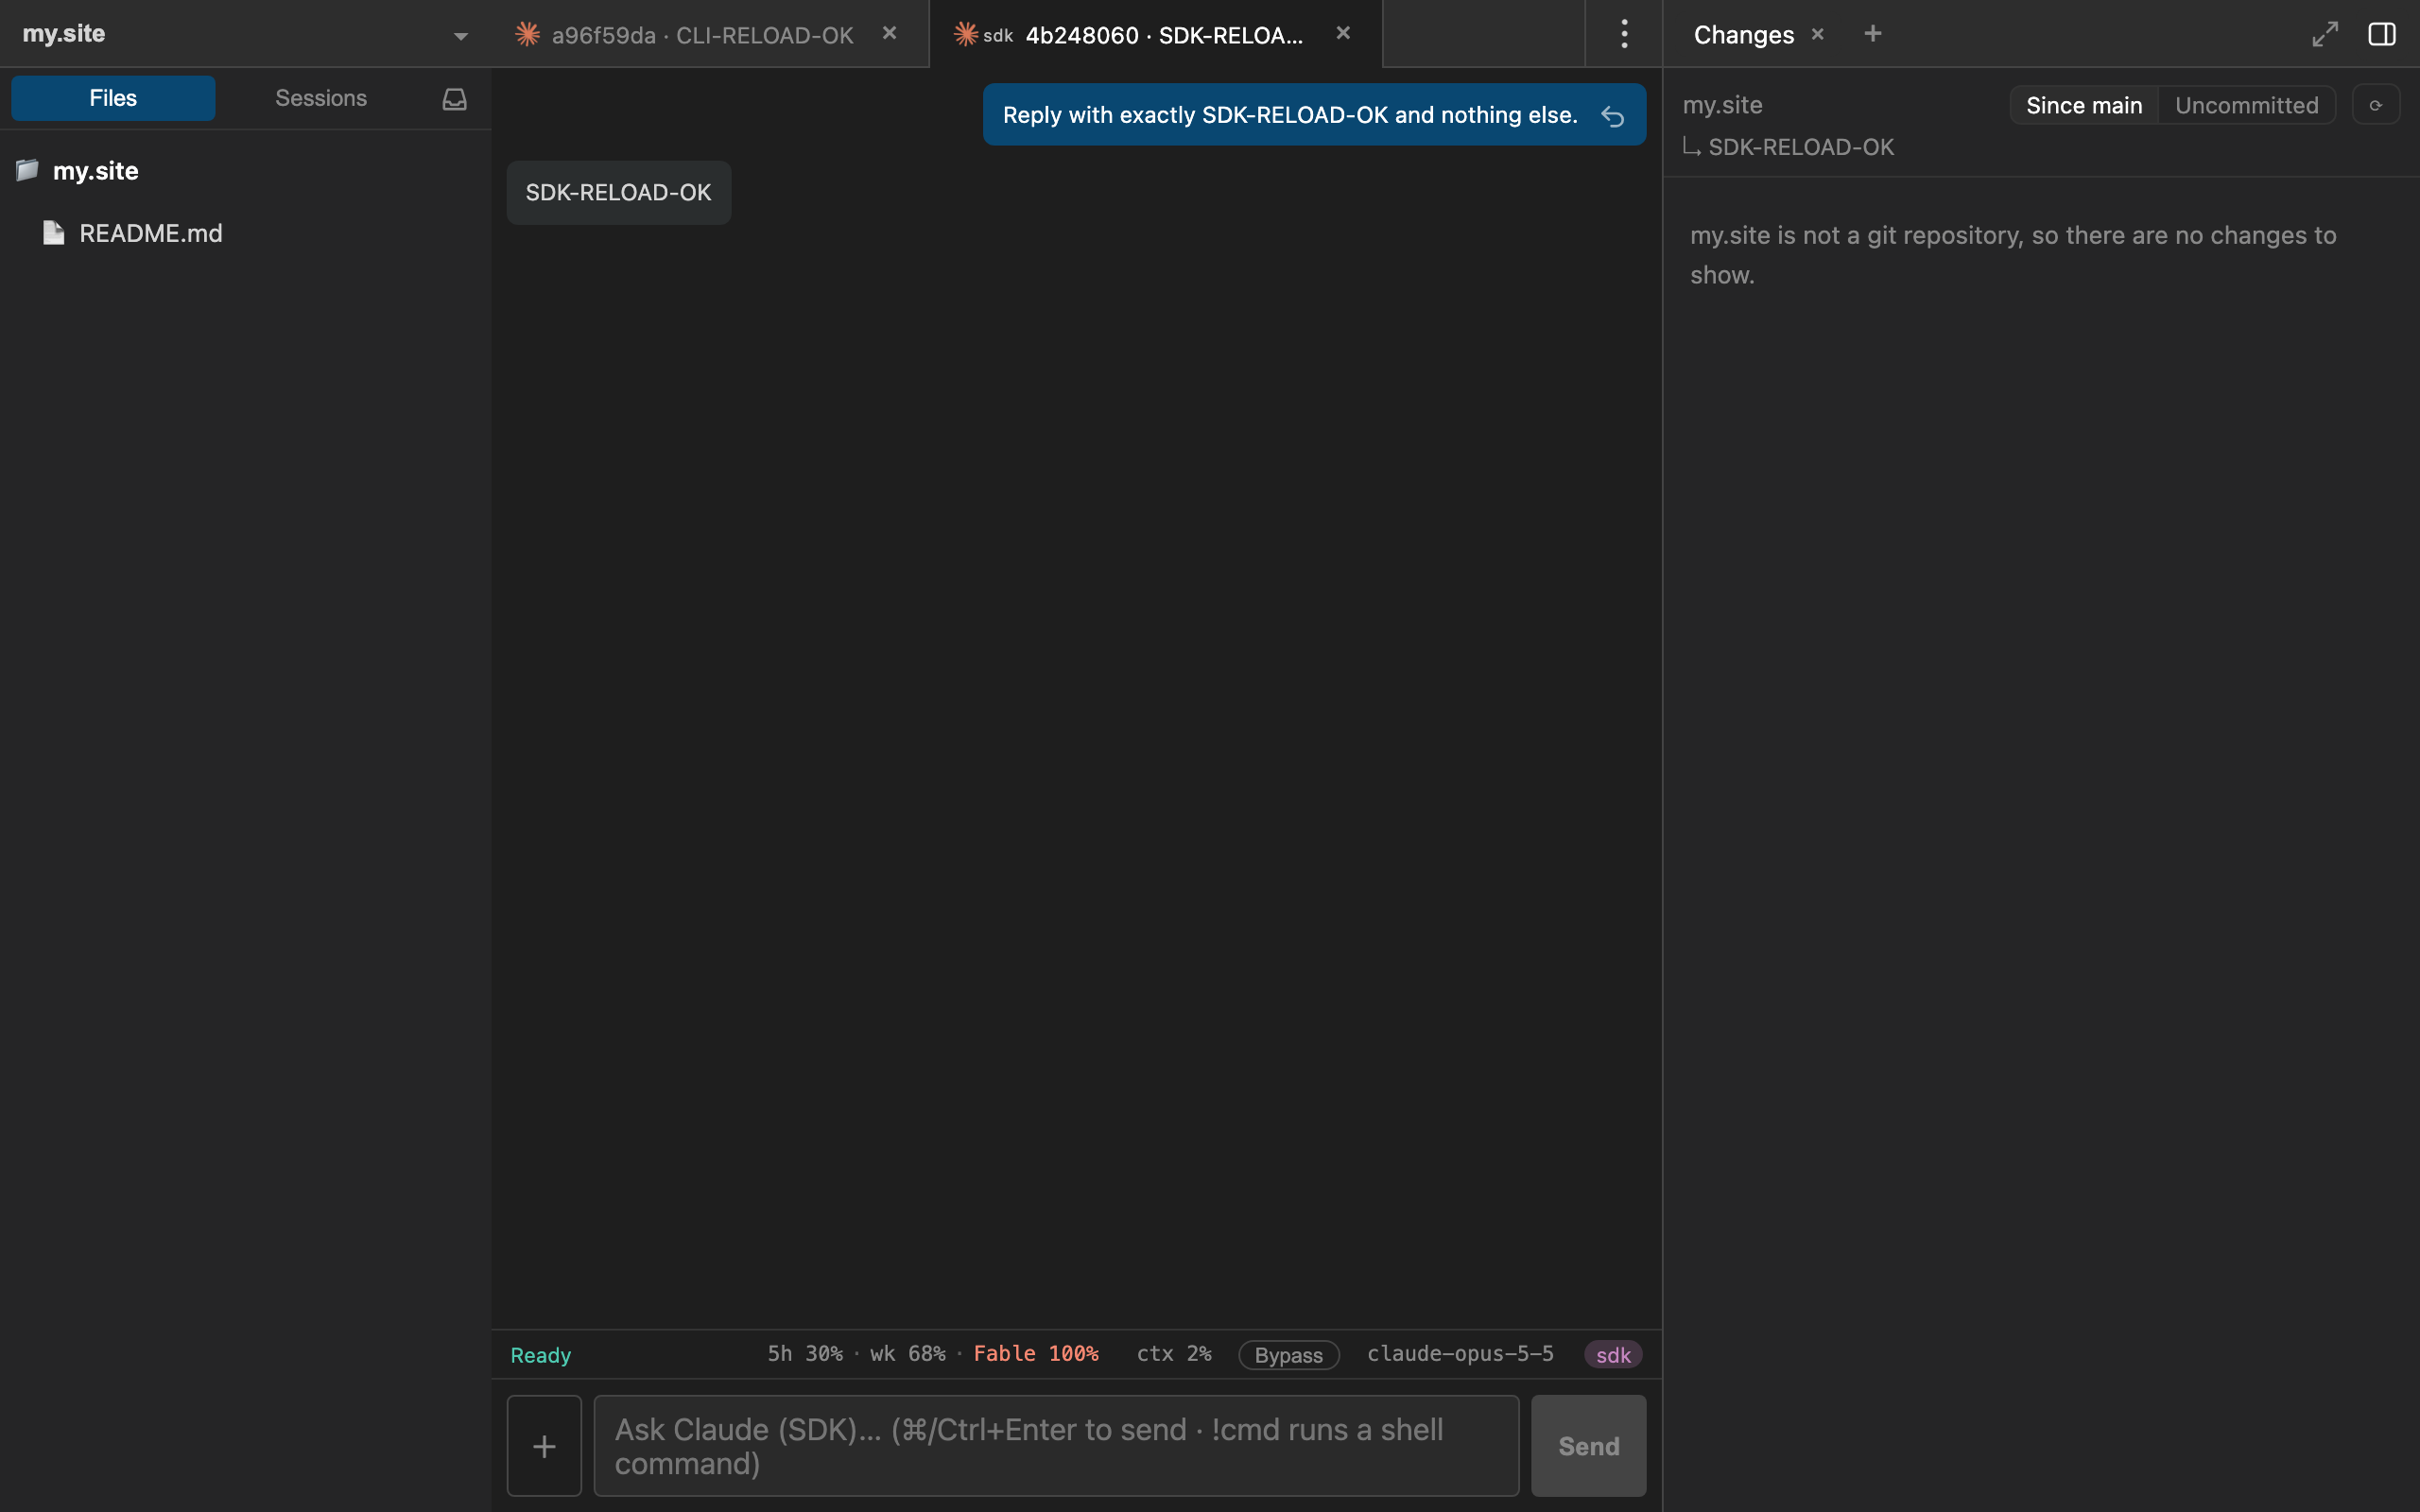 my.site
a96f59da · CLI-RELOAD-OK
sdk 4b248060 · SDK-RELOA...
Changes
Files
Sessions
my.site
README.md
Reply with exactly SDK-RELOAD-OK and nothing else.
SDK-RELOAD-OK
my.site
Since main
Uncommitted
SDK-RELOAD-OK
my.site is not a git repository, so there are no changes to
show.
Ready
5h 30% · wk 68% · Fable 100%
ctx 2%
Bypass
claude-opus-5-5
sdk
Ask Claude (SDK)... (⌘/Ctrl+Enter to send · !cmd runs a shell
command)
Send